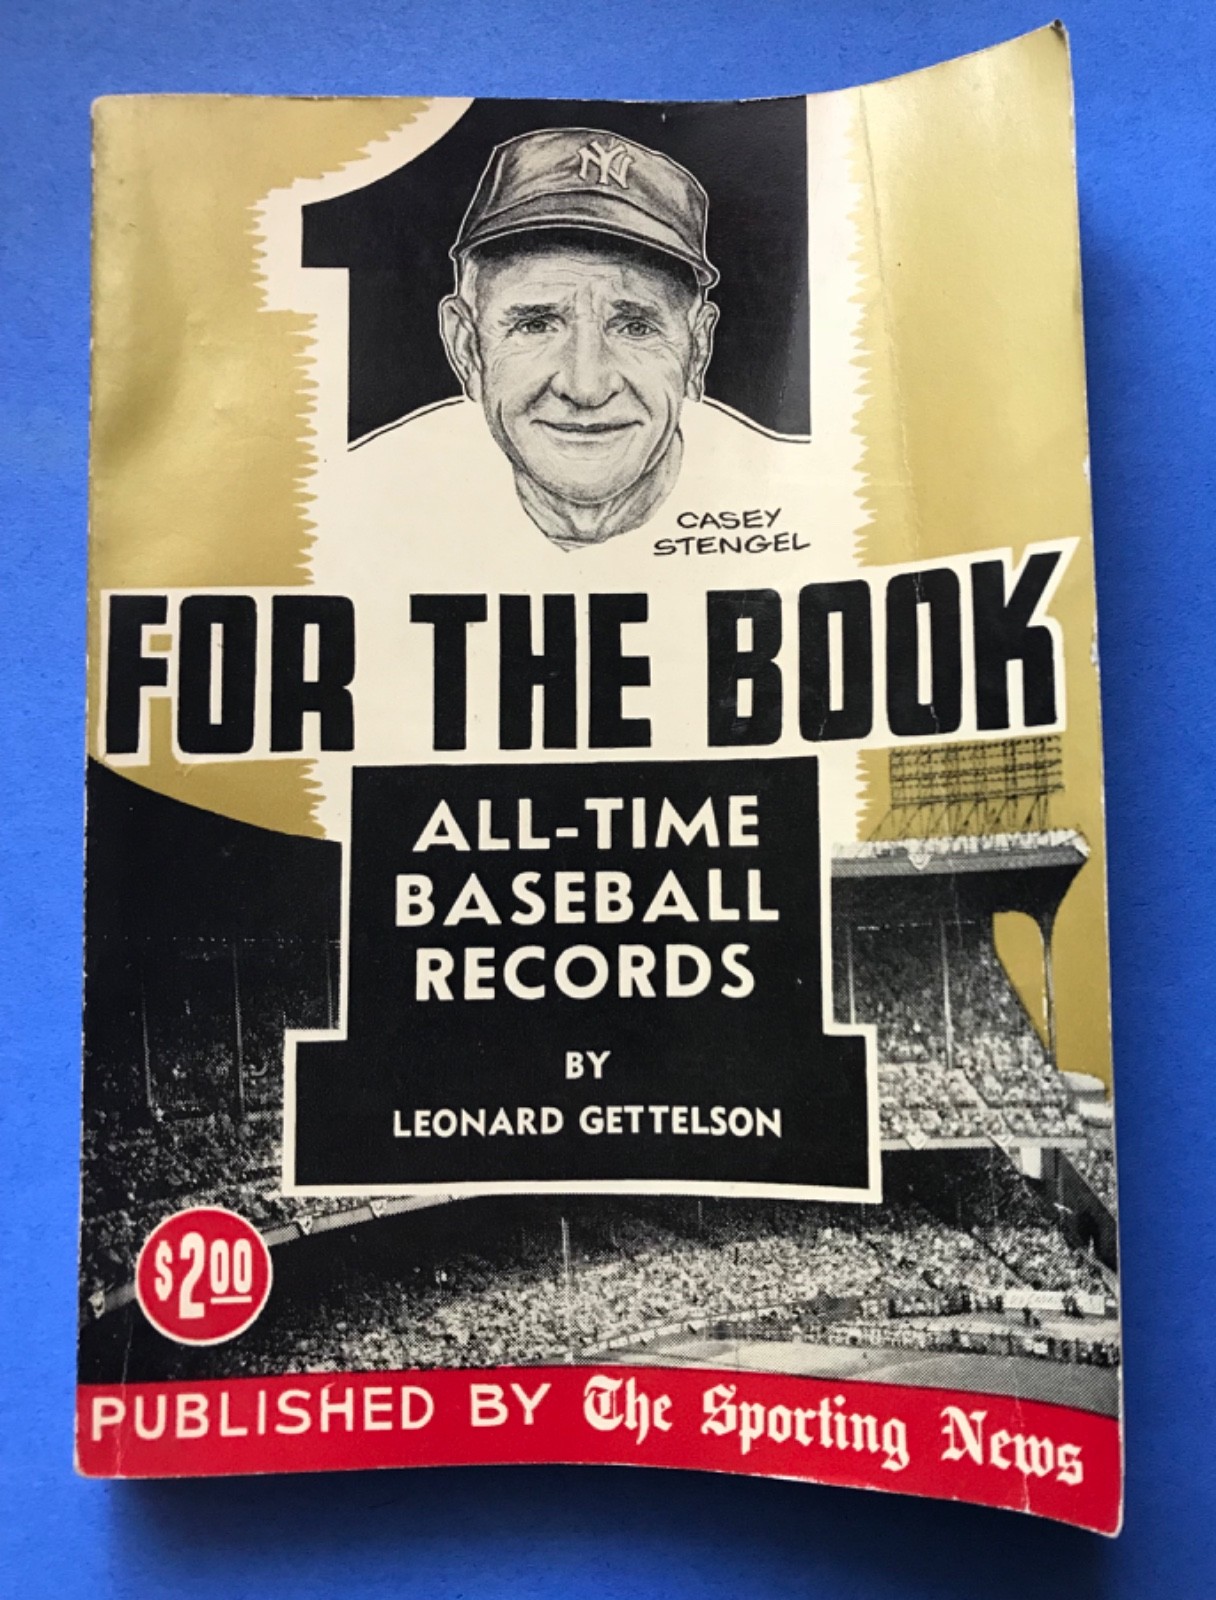 1
NY
CASEY
STENGEL
FOR THE BOOK
ALL-TIME
BASEBALL
RECORDS
BY
LEONARD GETTELSON
$2.00
PUBLISHED BY The Sporting News